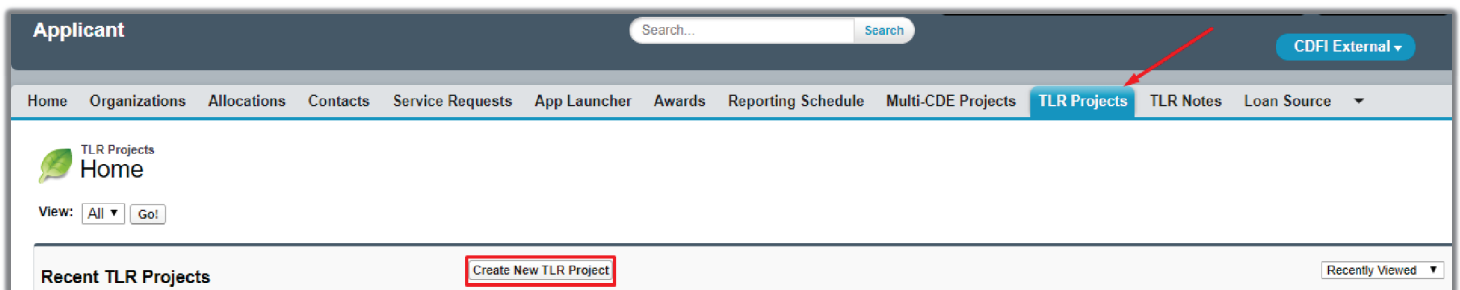 Applicant
Search... Search
CDFI External
Home Organizations Allocations Contacts Service Requests App Launcher Awards Reporting Schedule Multi-CDE Projects TLR Projects TLR Notes Loan Source
TLR Projects
Home
View: All Go!
Recent TLR Projects Create New TLR Project Recently Viewed